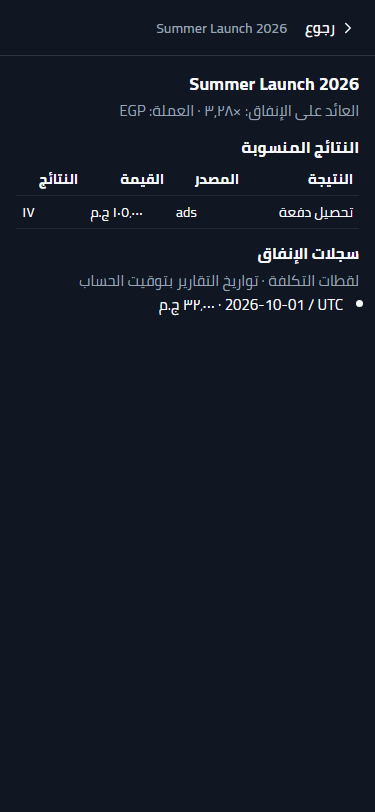 رجوع Summer Launch 2026
Summer Launch 2026
العائد على الإنفاق: ×٣٫٢٨ · العملة: EGP
النتائج المنسوبة
النتيجة المصدر القيمة النتائج
تحصيل دفعة ads ١٠٥٬٠٠٠ ج.م ١٧
سجلات الإنفاق
لقطات التكلفة · تواريخ التقارير بتوقيت الحساب
2026-10-01 / UTC · ٣٢٬٠٠٠ ج.م